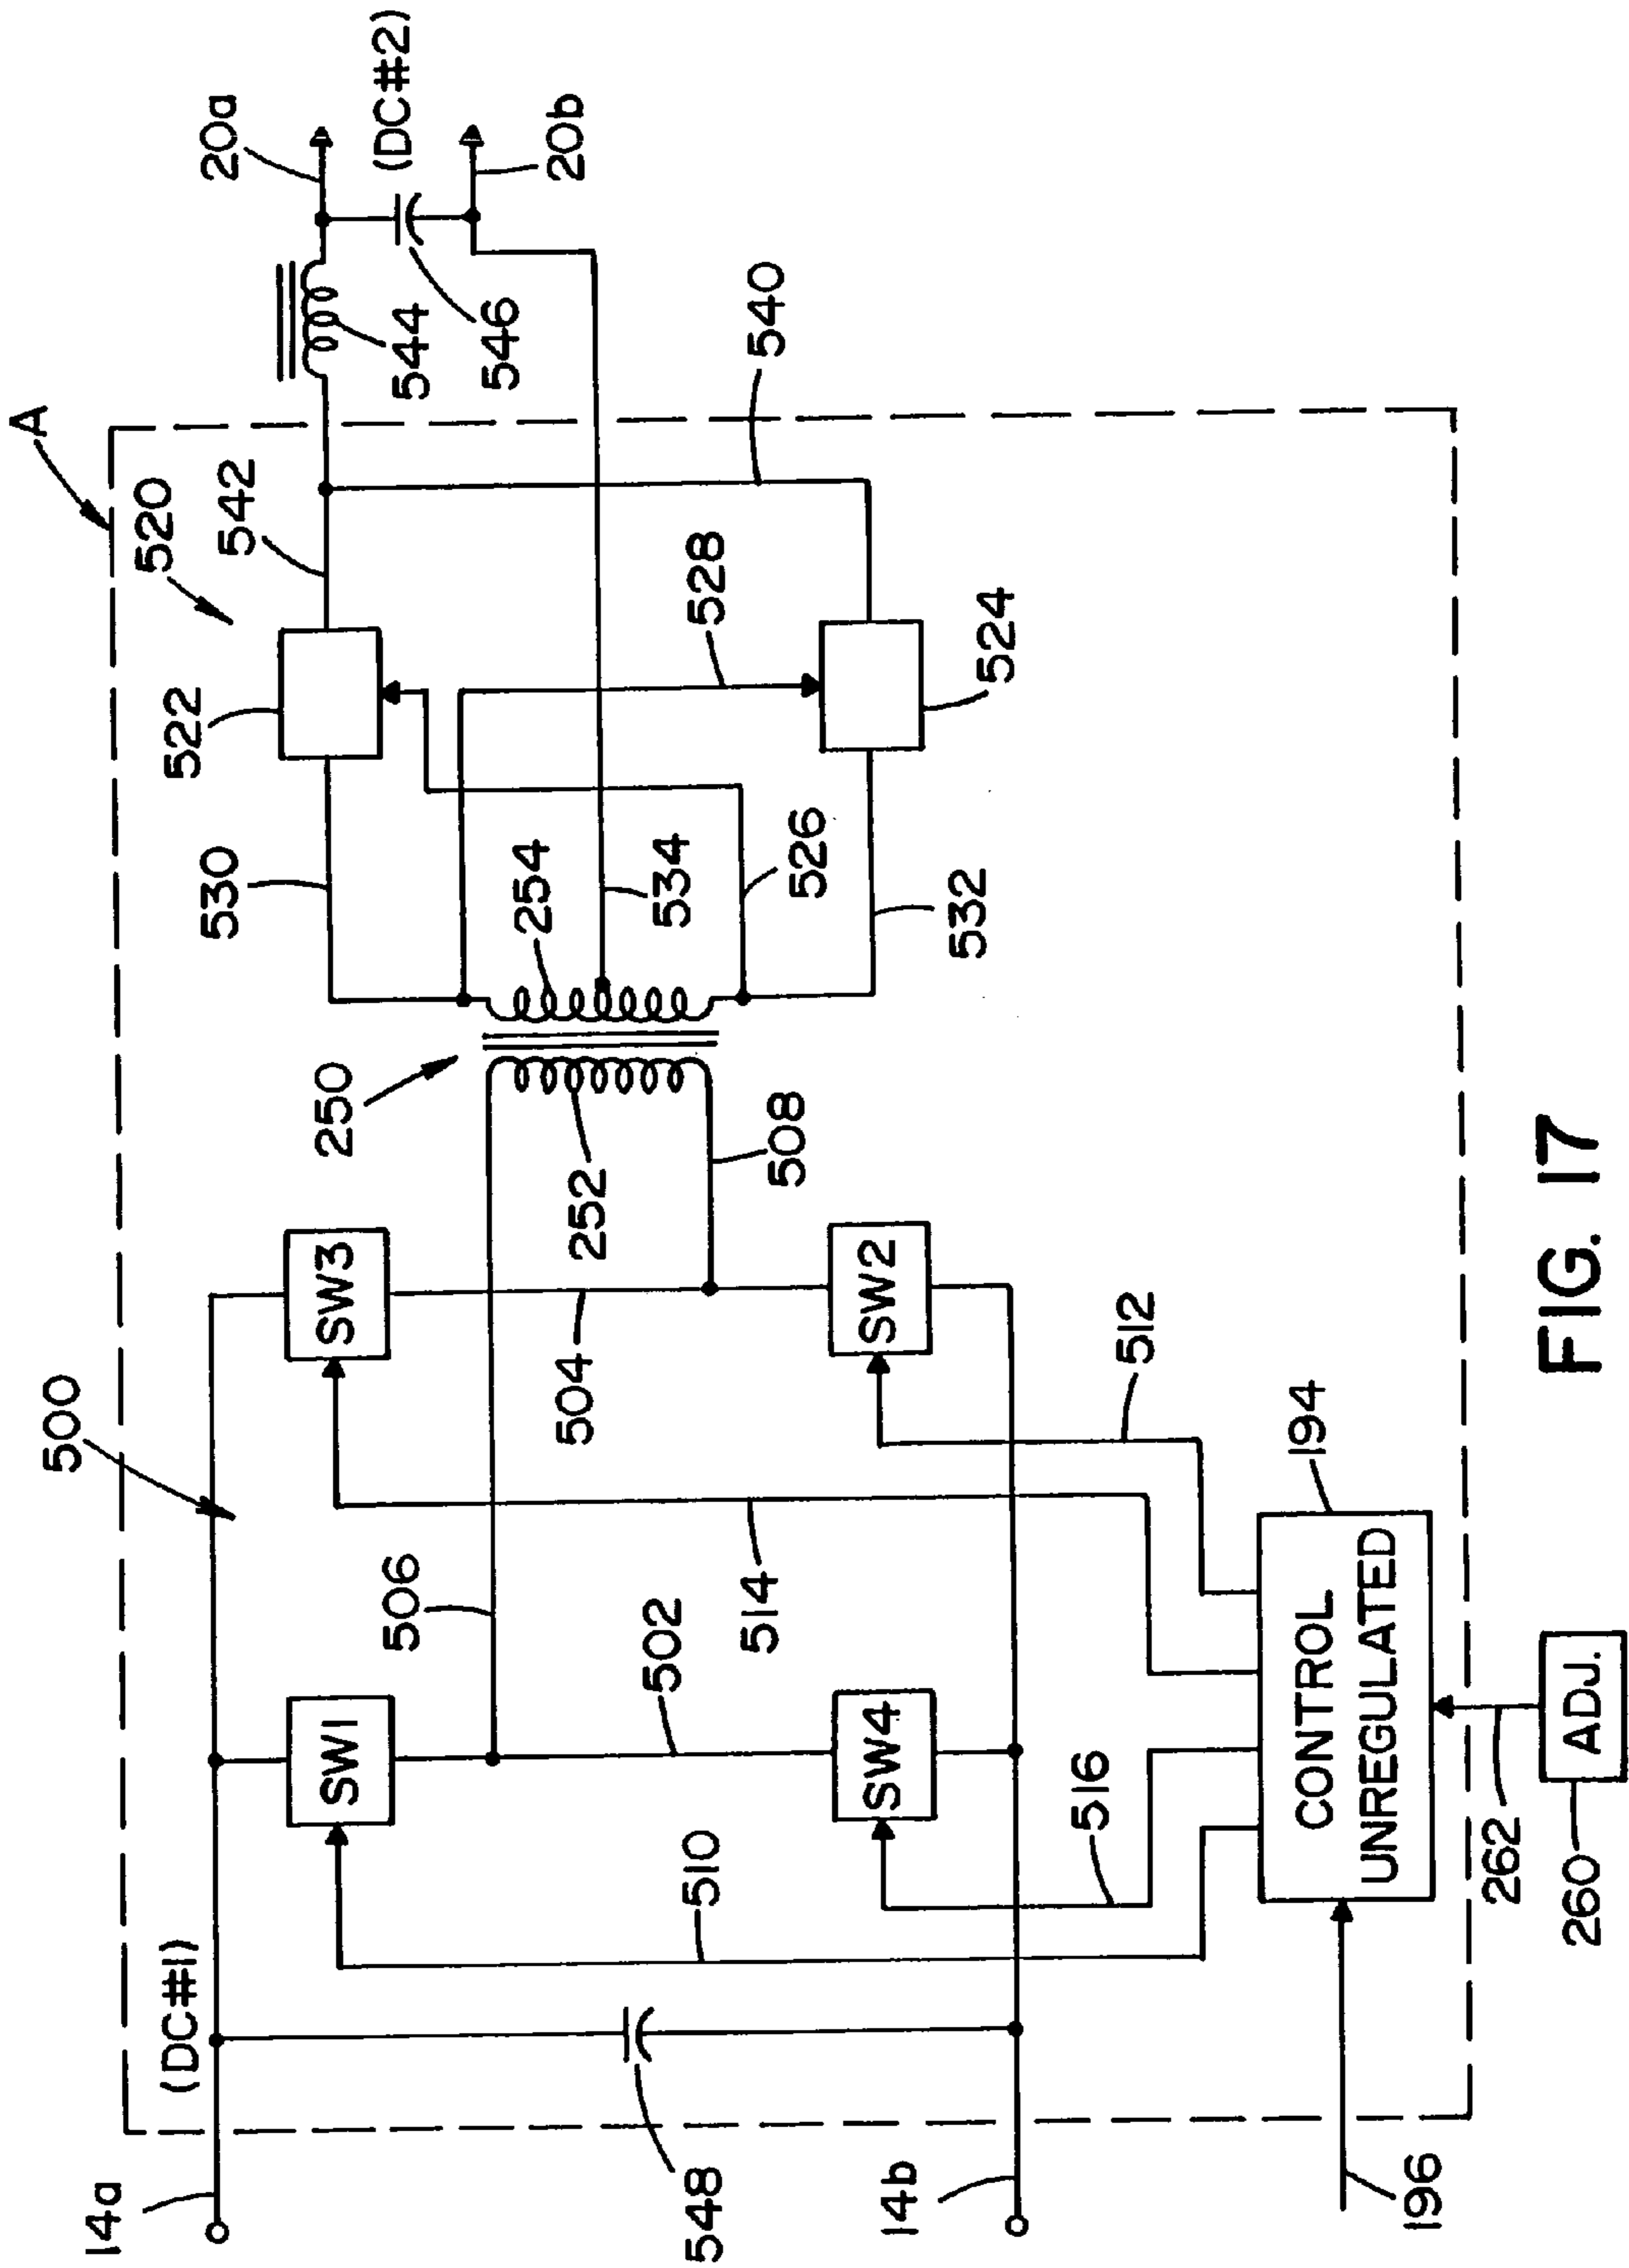 A
500
(DC#1)
14a
SW1
SW3
250
530
522
520
542
544
20a
(DC#2)
546
20b
506
254
528
540
548
510
502
514
504
252
508
534
526
524
532
14b
SW4
SW2
516
512
194
CONTROL
UNREGULATED
196
262
260
ADJ.
FIG. 17